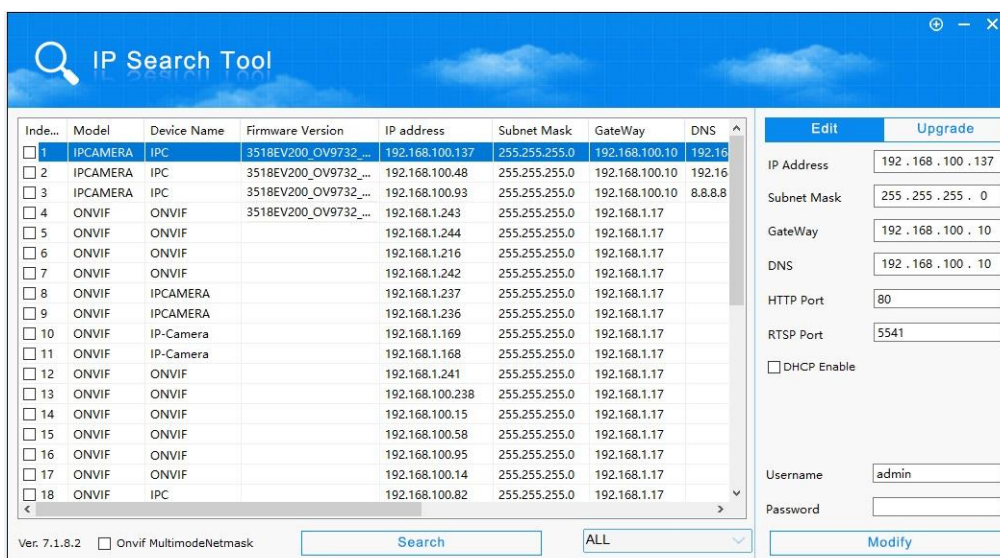 IP Search Tool
Inde... Model Device Name Firmware Version IP address Subnet Mask GateWay DNS
1 IPCAMERA IPC 3518EV200_OV9732_... 192.168.100.137 255.255.255.0 192.168.100.10 192.16
2 IPCAMERA IPC 3518EV200_OV9732_... 192.168.100.48 255.255.255.0 192.168.100.10 192.16
3 IPCAMERA IPC 3518EV200_OV9732_... 192.168.100.93 255.255.255.0 192.168.100.10 8.8.8.8
4 ONVIF ONVIF 3518EV200_OV9732_... 192.168.1.243 255.255.255.0 192.168.1.17
5 ONVIF ONVIF 192.168.1.244 255.255.255.0 192.168.1.17
6 ONVIF ONVIF 192.168.1.216 255.255.255.0 192.168.1.17
7 ONVIF ONVIF 192.168.1.242 255.255.255.0 192.168.1.17
8 ONVIF IPCAMERA 192.168.1.237 255.255.255.0 192.168.1.17
9 ONVIF IPCAMERA 192.168.1.236 255.255.255.0 192.168.1.17
10 ONVIF IP-Camera 192.168.1.169 255.255.255.0 192.168.1.17
11 ONVIF IP-Camera 192.168.1.168 255.255.255.0 192.168.1.17
12 ONVIF ONVIF 192.168.1.241 255.255.255.0 192.168.1.17
13 ONVIF ONVIF 192.168.100.238 255.255.255.0 192.168.1.17
14 ONVIF ONVIF 192.168.100.15 255.255.255.0 192.168.1.17
15 ONVIF ONVIF 192.168.100.58 255.255.255.0 192.168.1.17
16 ONVIF ONVIF 192.168.100.95 255.255.255.0 192.168.1.17
17 ONVIF ONVIF 192.168.100.14 255.255.255.0 192.168.1.17
18 ONVIF IPC 192.168.100.82 255.255.255.0 192.168.1.17
Ver. 7.1.8.2 Onvif MultimodeNetmask Search ALL
Edit Upgrade
IP Address 192 . 168 . 100 . 137
Subnet Mask 255 . 255 . 255 . 0
GateWay 192 . 168 . 100 . 10
DNS 192 . 168 . 100 . 10
HTTP Port 80
RTSP Port 5541
DHCP Enable
Username admin
Password
Modify